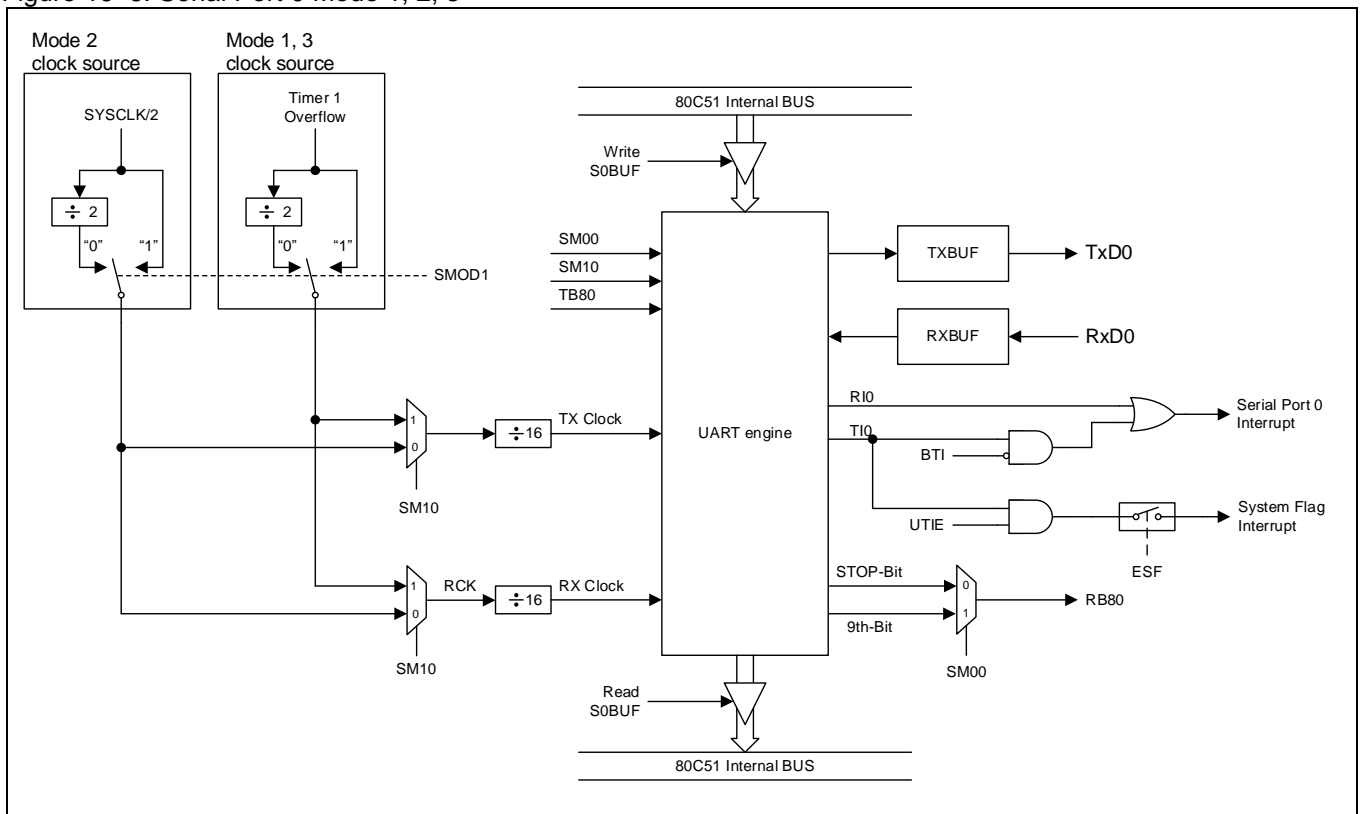 Serial Port 0 Mode 1, 2, 3
Mode 2
clock source
Mode 1, 3
clock source
SYSCLK/2
Timer 1
Overflow
÷ 2
÷ 2
"0" "1"
"0" "1"
SMOD1
80C51 Internal BUS
Write
S0BUF
SM00
SM10
TB80
UART engine
TXBUF
TxD0
RXBUF
RxD0
RI0
TI0
BTI
Serial Port 0
Interrupt
UTIE
System Flag
Interrupt
ESF
1
0
SM10
÷16
TX Clock
1
0
SM10
RCK
÷16
RX Clock
STOP-Bit
9th-Bit
0
1
SM00
RB80
Read
S0BUF
80C51 Internal BUS